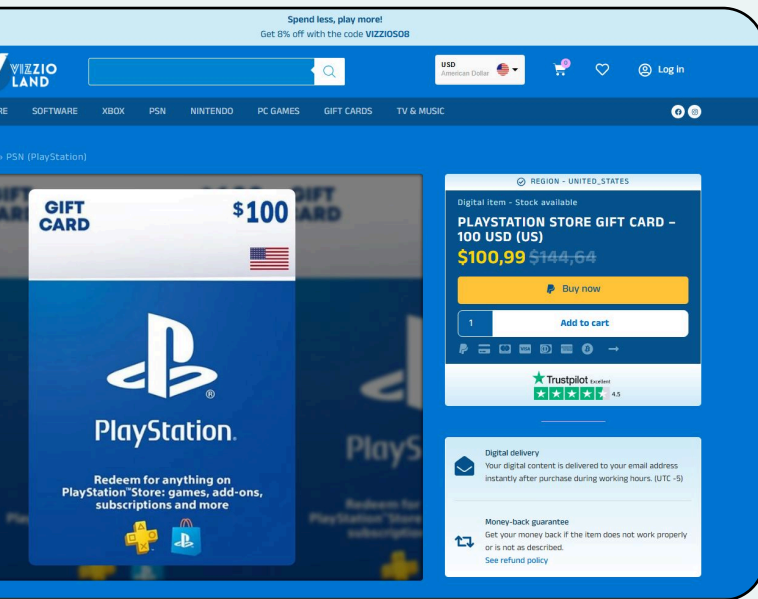 Spend less, play more!
Get 8% off with the code VIZZIOS08
VIZZIO
LAND
USD
American Dollar
0
Log in
RE
SOFTWARE
XBOX
PSN
NINTENDO
PC GAMES
GIFT CARDS
TV & MUSIC
» PSN (PlayStation)
GIFT
CARD
$100
PlayStation®
Redeem for anything on
PlayStation™Store: games, add-ons,
subscriptions and more
REGION - UNITED_STATES
Digital item - Stock available
PLAYSTATION STORE GIFT CARD –
100 USD (US)
$100,99 $144,64
Buy now
1
Add to cart
Trustpilot Excellent
4.5
Digital delivery
Your digital content is delivered to your email address
instantly after purchase during working hours. (UTC -5)
Money-back guarantee
Get your money back if the item does not work properly
or is not as described.
See refund policy